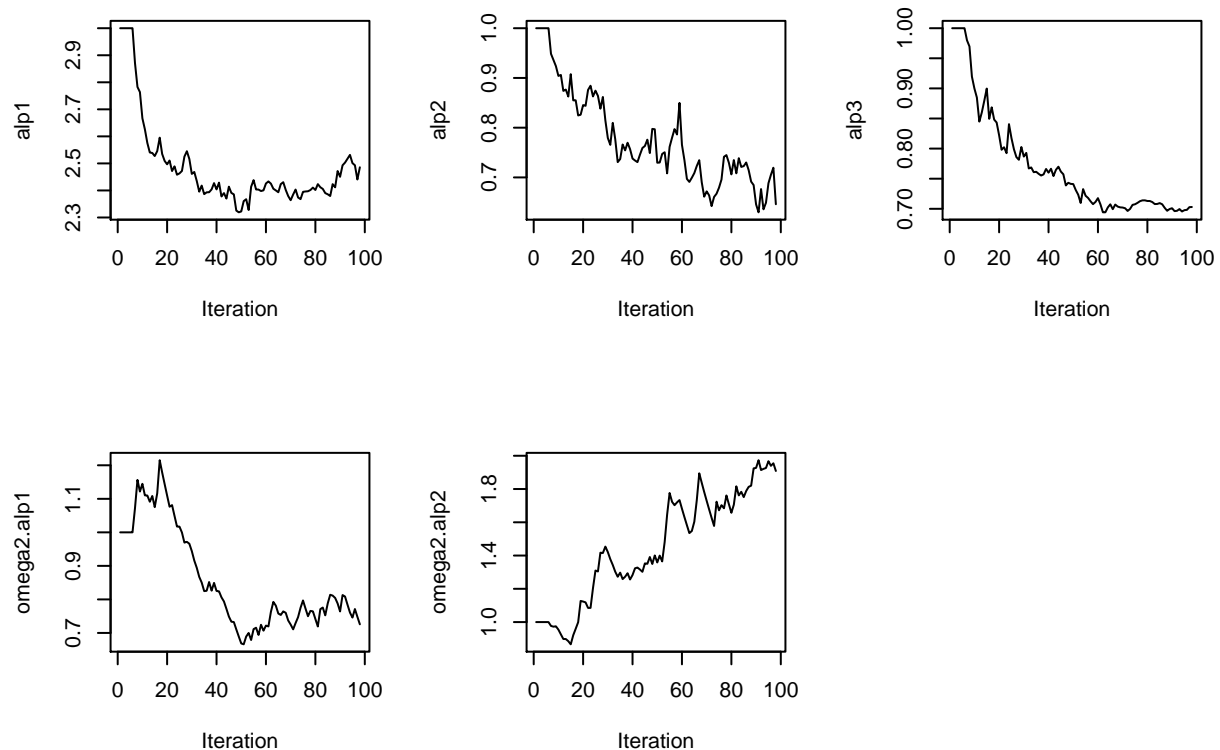 alp1
2.3 2.5 2.7 2.9
0 20 40 60 80 100
Iteration
alp2
0.7 0.8 0.9 1.0
0 20 40 60 80 100
Iteration
alp3
0.70 0.80 0.90 1.00
0 20 40 60 80 100
Iteration
omega2.alp1
0.7 0.9 1.1
0 20 40 60 80 100
Iteration
omega2.alp2
1.0 1.4 1.8
0 20 40 60 80 100
Iteration